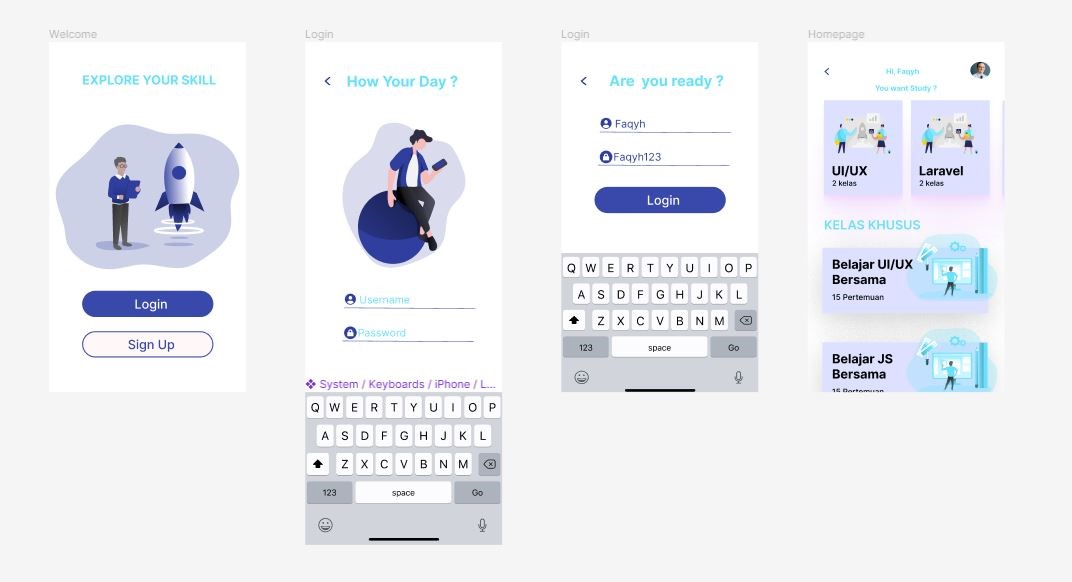 Welcome
EXPLORE YOUR SKILL
Login
Sign Up
Login
How Your Day ?
Username
Password
System / Keyboards / iPhone / L...
Q W E R T Y U I O P
A S D F G H J K L
Z X C V B N M
123 space Go
Login
Are you ready ?
Faqyh
Faqyh123
Login
Q W E R T Y U I O P
A S D F G H J K L
Z X C V B N M
123 space Go
Homepage
Hi, Faqyh
You want Study ?
UI/UX
2 kelas
Laravel
2 kelas
KELAS KHUSUS
Belajar UI/UX
Bersama
15 Pertemuan
Belajar JS
Bersama
15 Pertemuan